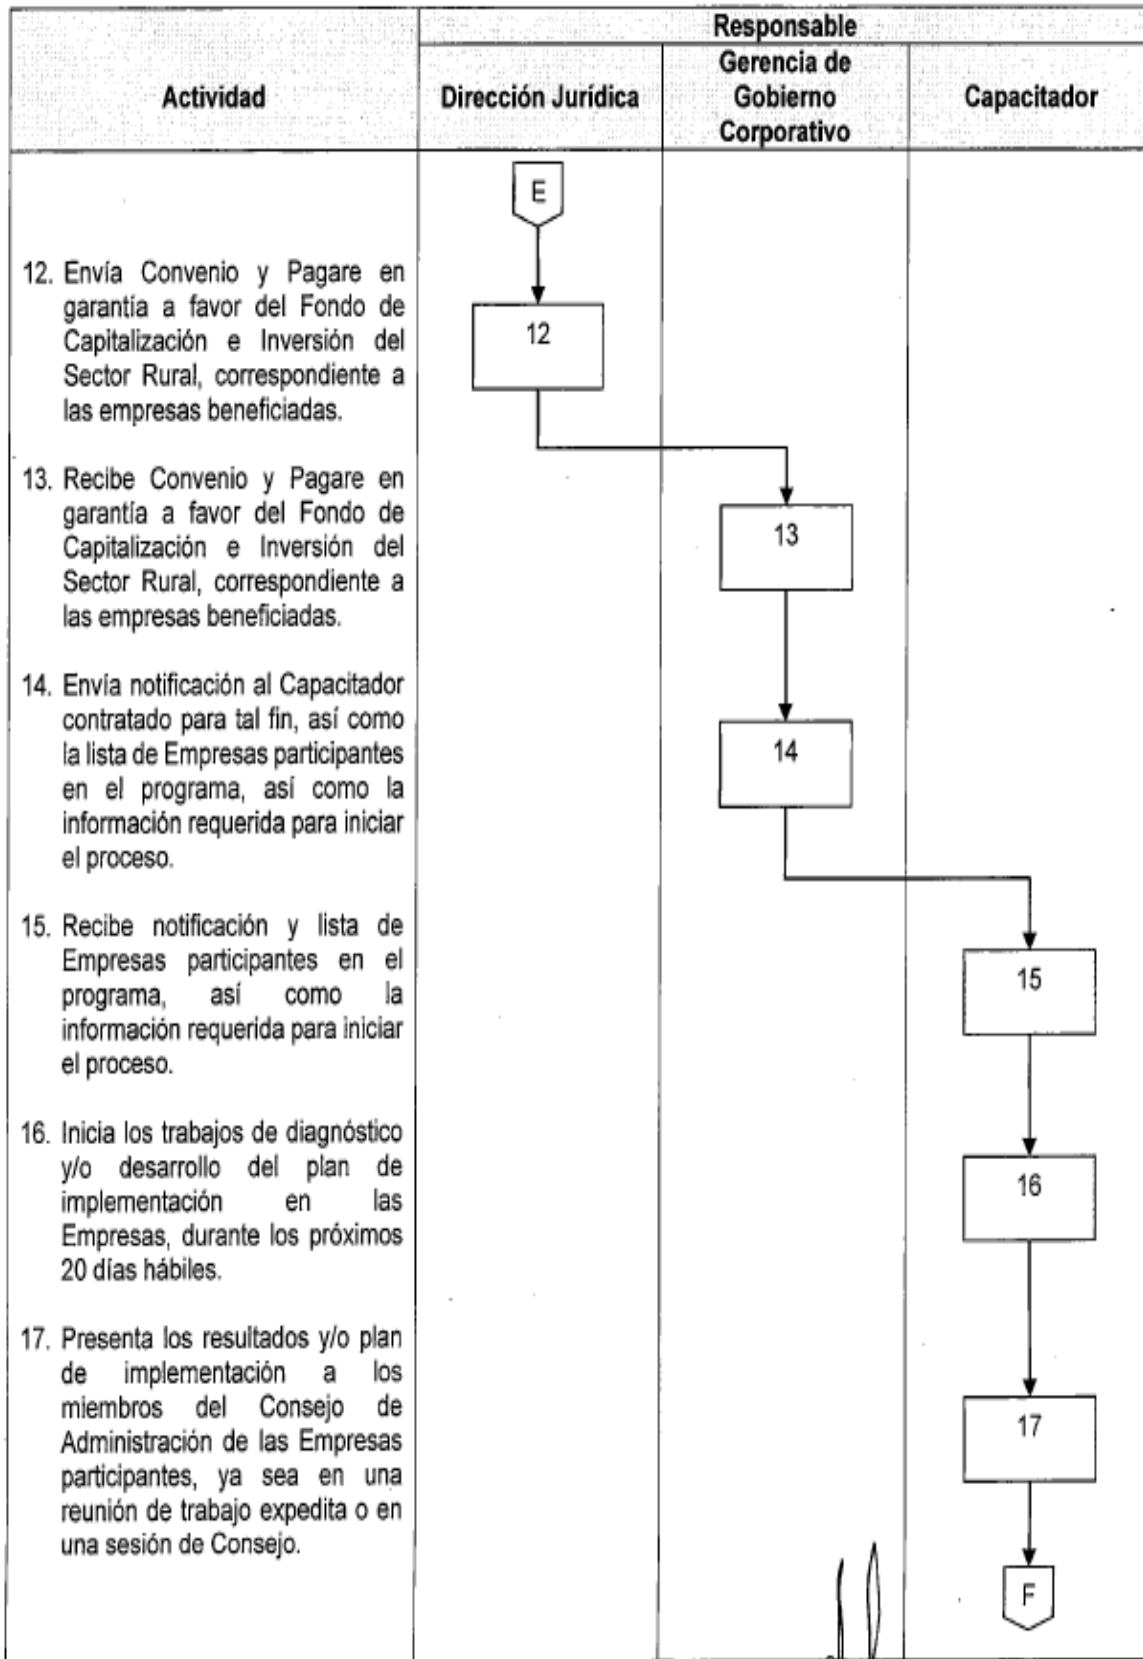 Responsable
Actividad
Dirección Jurídica
Gerencia de
Gobierno
Corporativo
Capacitador
E
12. Envía Convenio y Pagare en
garantía a favor del Fondo de
Capitalización e Inversión del
Sector Rural, correspondiente a
las empresas beneficiadas.
12
13. Recibe Convenio y Pagare en
garantía a favor del Fondo de
Capitalización e Inversión del
Sector Rural, correspondiente a
las empresas beneficiadas.
13
14. Envía notificación al Capacitador
contratado para tal fin, así como
la lista de Empresas participantes
en el programa, así como la
información requerida para iniciar
el proceso.
14
15. Recibe notificación y lista de
Empresas participantes en el
programa, así como la
información requerida para iniciar
el proceso.
15
16. Inicia los trabajos de diagnóstico
y/o desarrollo del plan de
implementación en las
Empresas, durante los próximos
20 días hábiles.
16
17. Presenta los resultados y/o plan
de implementación a los
miembros del Consejo de
Administración de las Empresas
participantes, ya sea en una
reunión de trabajo expedita o en
una sesión de Consejo.
17
F